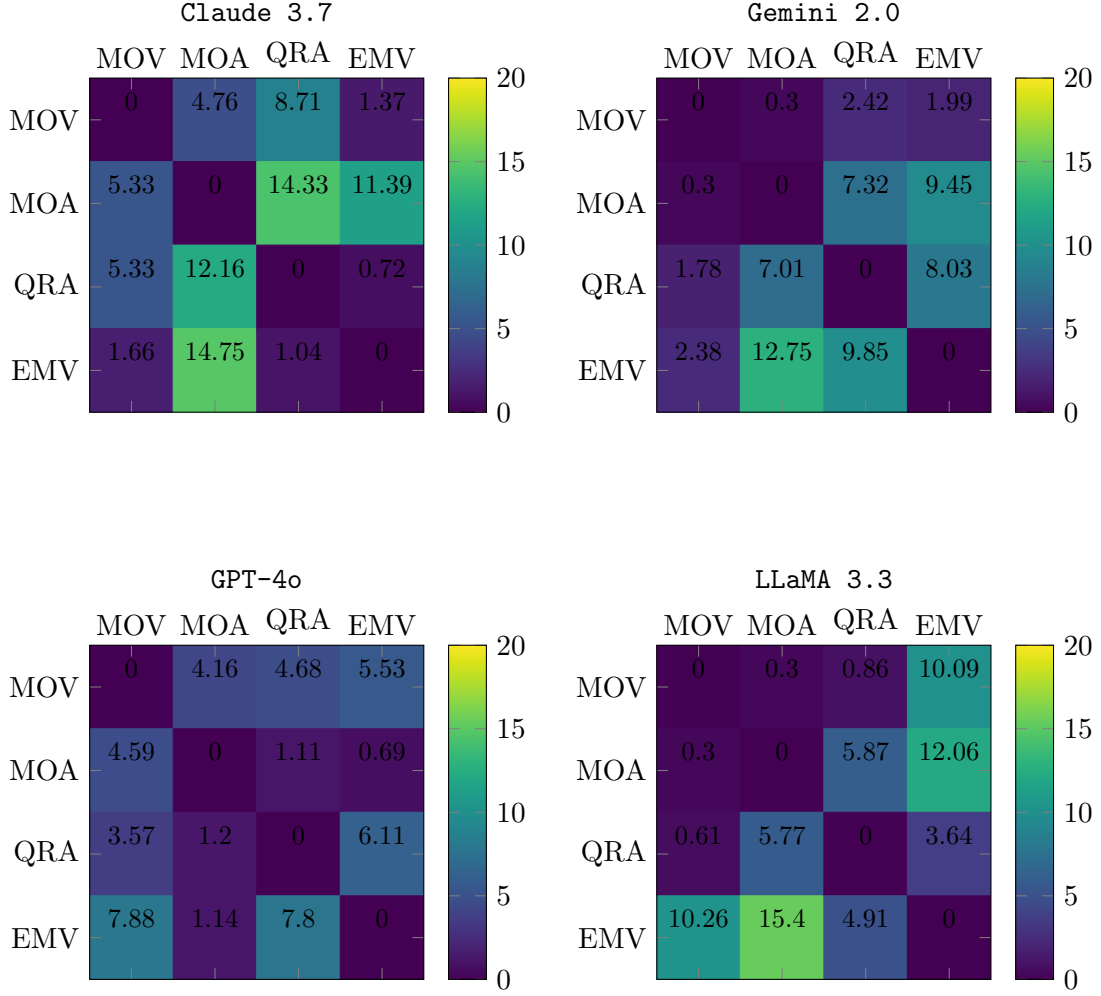 Claude 3.7
MOV MOA QRA EMV
MOV 0 4.76 8.71 1.37
MOA 5.33 0 14.33 11.39
QRA 5.33 12.16 0 0.72
EMV 1.66 14.75 1.04 0
20
15
10
5
0
Gemini 2.0
MOV MOA QRA EMV
MOV 0 0.3 2.42 1.99
MOA 0.3 0 7.32 9.45
QRA 1.78 7.01 0 8.03
EMV 2.38 12.75 9.85 0
20
15
10
5
0
GPT-4o
MOV MOA QRA EMV
MOV 0 4.16 4.68 5.53
MOA 4.59 0 1.11 0.69
QRA 3.57 1.2 0 6.11
EMV 7.88 1.14 7.8 0
20
15
10
5
0
LLaMA 3.3
MOV MOA QRA EMV
MOV 0 0.3 0.86 10.09
MOA 0.3 0 5.87 12.06
QRA 0.61 5.77 0 3.64
EMV 10.26 15.4 4.91 0
20
15
10
5
0